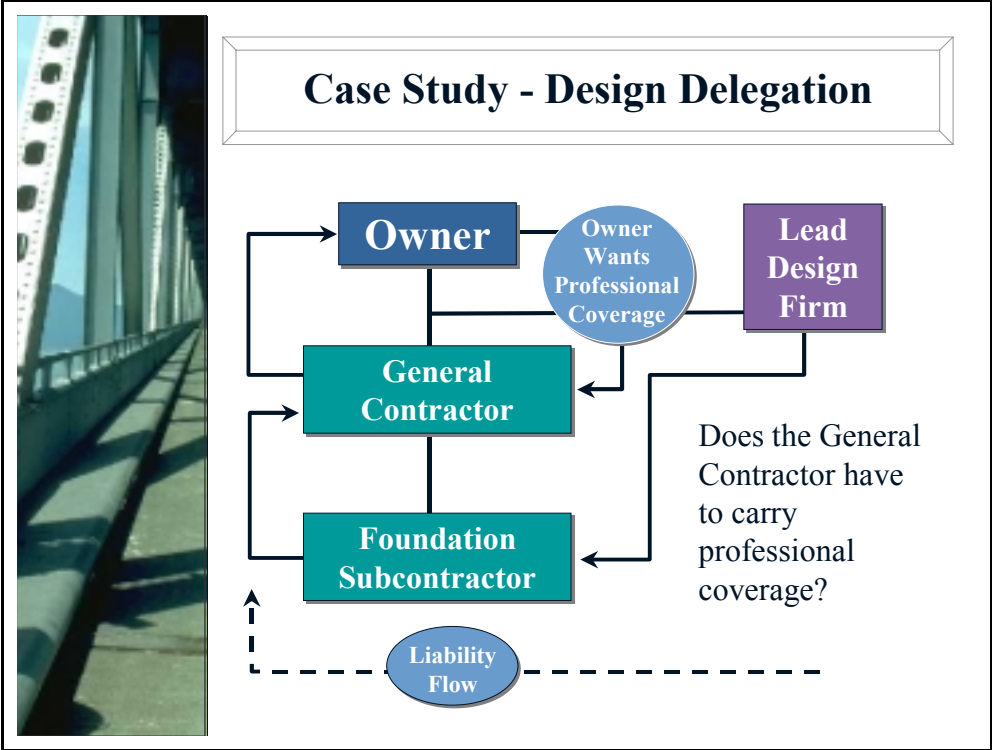 Case Study - Design Delegation
Owner
Owner
Wants
Professional
Coverage
Lead
Design
Firm
General
Contractor
Does the General
Contractor have
to carry
professional
coverage?
Foundation
Subcontractor
Liability
Flow